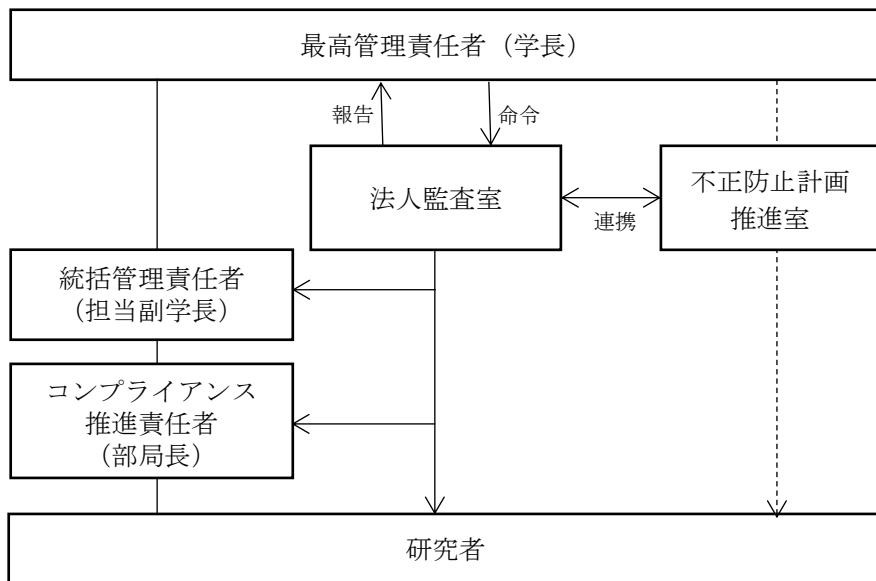 最高管理責任者（学長）
報告
命令
法人監査室
連携
不正防止計画
推進室
統括管理責任者
（担当副学長）
コンプライアンス
推進責任者
（部局長）
研究者